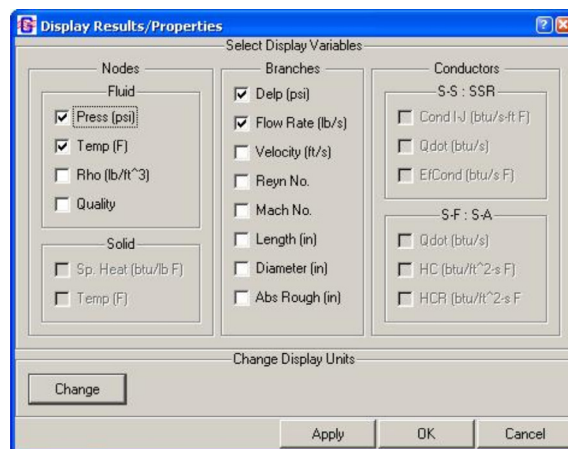 Display Results/Properties
Select Display Variables
Nodes
Fluid
Press (psi)
Temp (F)
Rho (lb/ft^3)
Quality
Solid
Sp. Heat (btu/lb F)
Temp (F)
Branches
Delp (psi)
Flow Rate (lb/s)
Velocity (ft/s)
Reyn No.
Mach No.
Length (in)
Diameter (in)
Abs Rough (in)
Conductors
S-S : SSR
Cond I-J (btu/s-ft F)
Qdot (btu/s)
EfCond (btu/s F)
S-F : S-A
Qdot (btu/s)
HC (btu/ft^2-s F)
HCR (btu/ft^2-s F
Change Display Units
Change
Apply
OK
Cancel